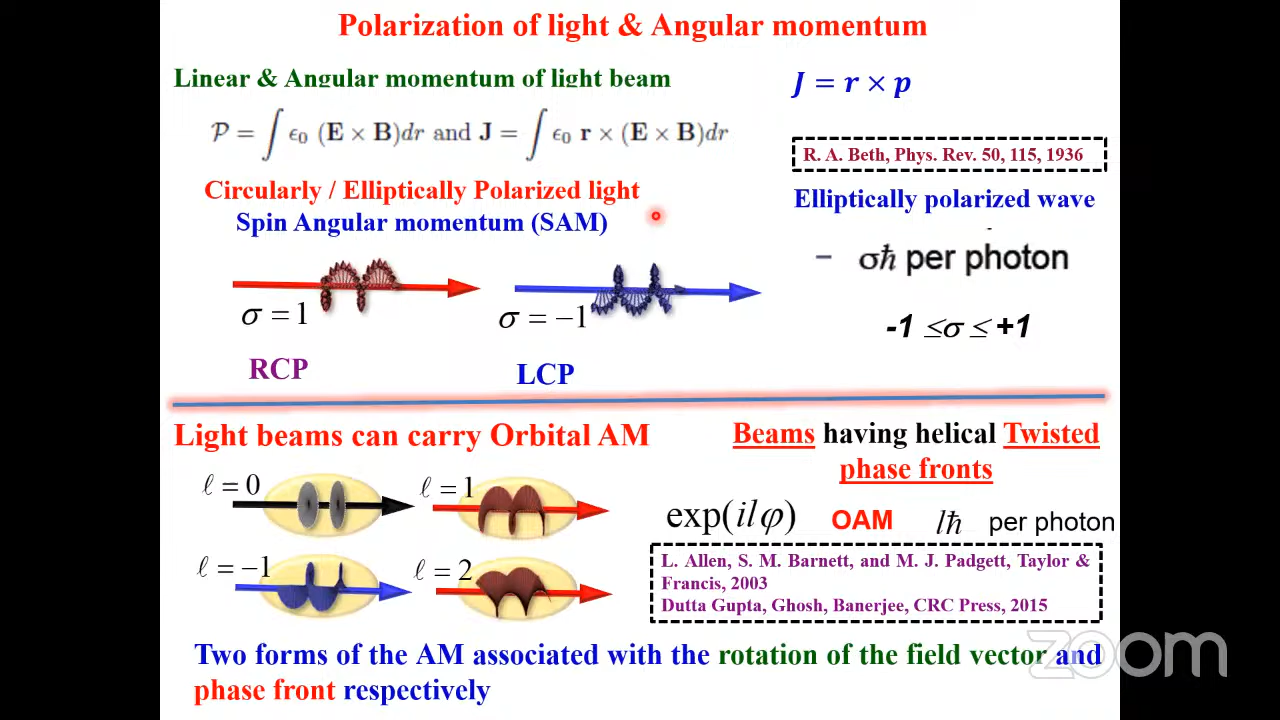 Polarization of light & Angular momentum
Linear & Angular momentum of light beam
J = r × p
𝒫 = ∫ ϵ₀ (E × B)dr and J = ∫ ϵ₀ r × (E × B)dr
R. A. Beth, Phys. Rev. 50, 115, 1936
Circularly / Elliptically Polarized light
Spin Angular momentum (SAM)
Elliptically polarized wave
– σħ per photon
σ = 1
σ = −1
-1 ≤σ ≤ +1
RCP
LCP
Light beams can carry Orbital AM
Beams having helical Twisted
phase fronts
ℓ = 0
ℓ = 1
exp(ilφ) OAM lħ per photon
ℓ = −1
ℓ = 2
L. Allen, S. M. Barnett, and M. J. Padgett, Taylor &
Francis, 2003
Dutta Gupta, Ghosh, Banerjee, CRC Press, 2015
Two forms of the AM associated with the rotation of the field vector and
phase front respectively
zoom